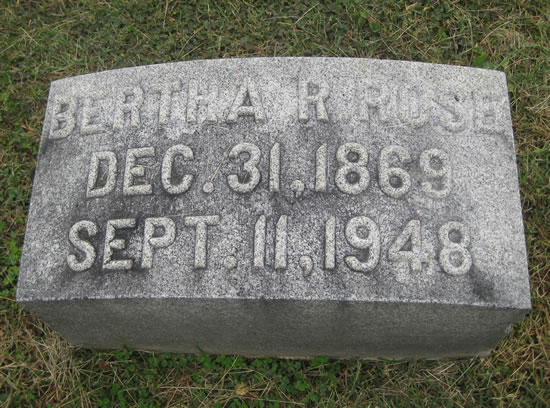 BERTHA R ROSE
DEC. 31, 1869
SEPT. 11, 1948